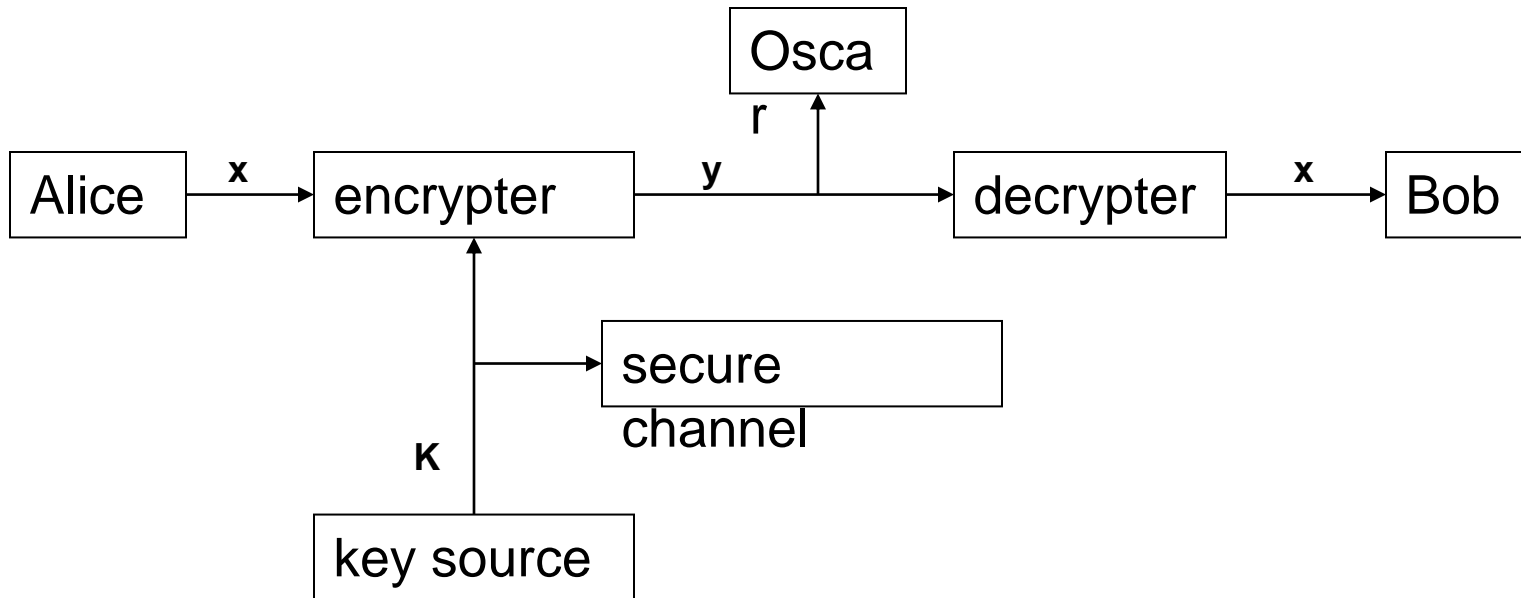 Osca
r
Alice
x
encrypter
y
decrypter
x
Bob
secure
channel
K
key source